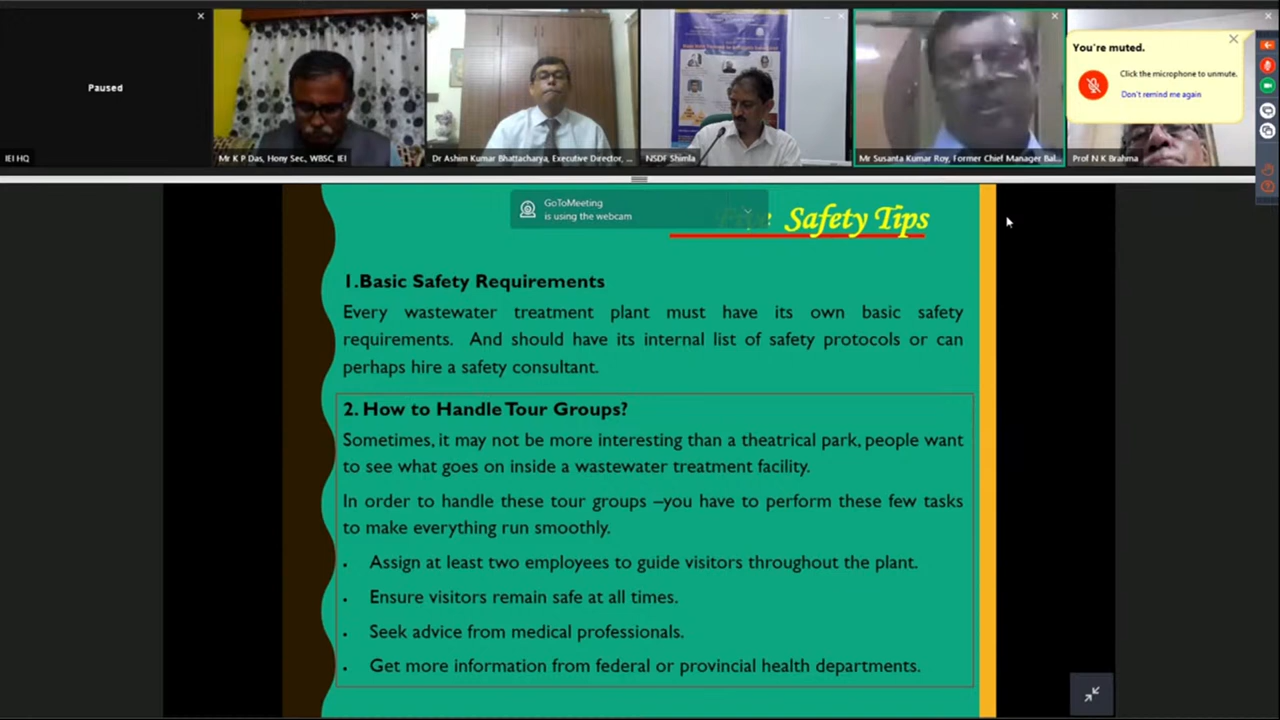 Paused
IEI HQ
Mr K P Das, Hony Sec., WBSC, IEI
Dr Ashim Kumar Bhattacharya, Executive Director, ...
NSDF Shimla
Mr Susanta Kumar Roy, Former Chief Manager Bal...
Prof N K Brahma
You're muted.
Click the microphone to unmute.
Don't remind me again
GoToMeeting
is using the webcam
Five Safety Tips
1.Basic Safety Requirements
Every wastewater treatment plant must have its own basic safety
requirements. And should have its internal list of safety protocols or can
perhaps hire a safety consultant.
2. How to Handle Tour Groups?
Sometimes, it may not be more interesting than a theatrical park, people want
to see what goes on inside a wastewater treatment facility.
In order to handle these tour groups –you have to perform these few tasks
to make everything run smoothly.
• Assign at least two employees to guide visitors throughout the plant.
• Ensure visitors remain safe at all times.
• Seek advice from medical professionals.
• Get more information from federal or provincial health departments.